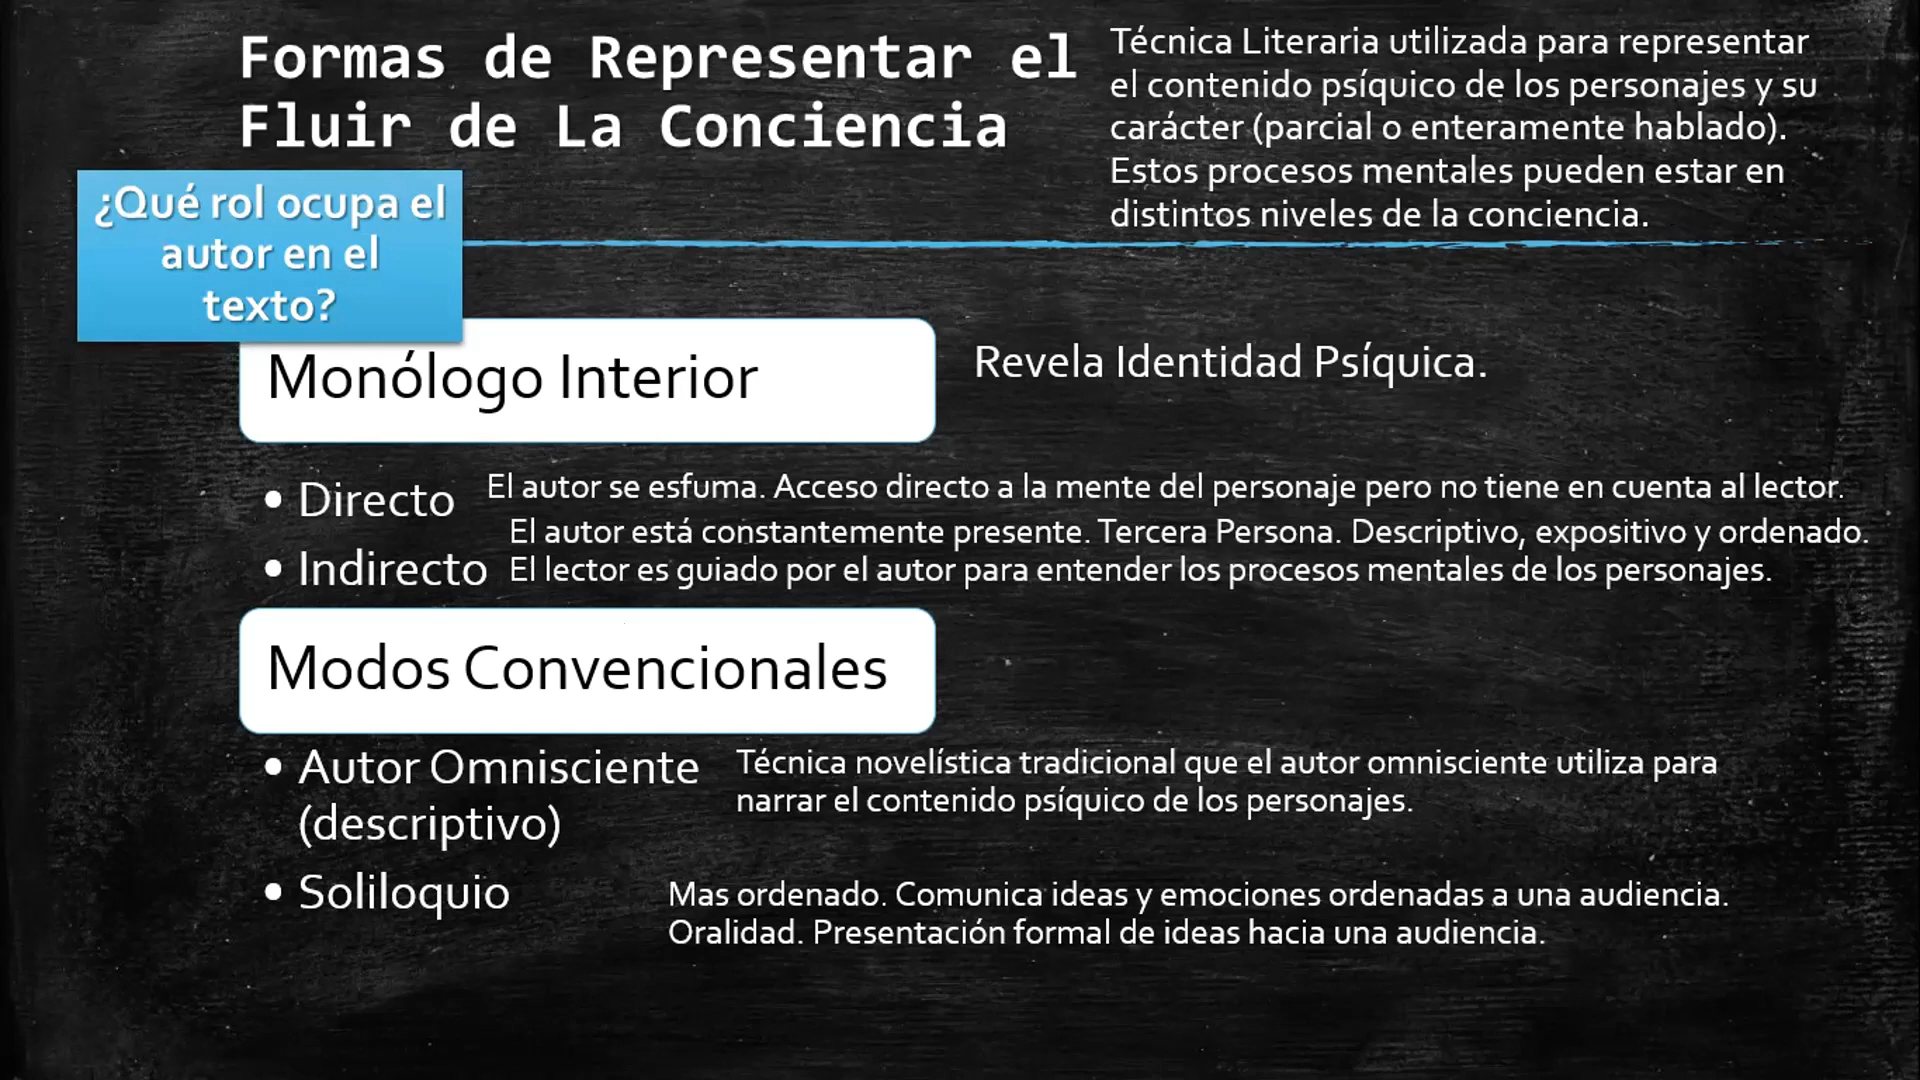 Formas de Representar el
Fluir de La Conciencia
Técnica Literaria utilizada para representar
el contenido psíquico de los personajes y su
carácter (parcial o enteramente hablado).
Estos procesos mentales pueden estar en
distintos niveles de la conciencia.
¿Qué rol ocupa el
autor en el
texto?
Monólogo Interior
Revela Identidad Psíquica.
• Directo
El autor se esfuma. Acceso directo a la mente del personaje pero no tiene en cuenta al lector.
• Indirecto
El autor está constantemente presente. Tercera Persona. Descriptivo, expositivo y ordenado.
El lector es guiado por el autor para entender los procesos mentales de los personajes.
Modos Convencionales
• Autor Omnisciente
(descriptivo)
Técnica novelística tradicional que el autor omnisciente utiliza para
narrar el contenido psíquico de los personajes.
• Soliloquio
Mas ordenado. Comunica ideas y emociones ordenadas a una audiencia.
Oralidad. Presentación formal de ideas hacia una audiencia.